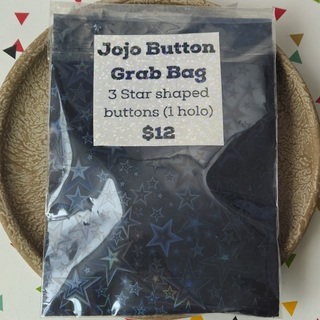 Jojo Button
Grab Bag
3 Star shaped
buttons (1 holo)
$12